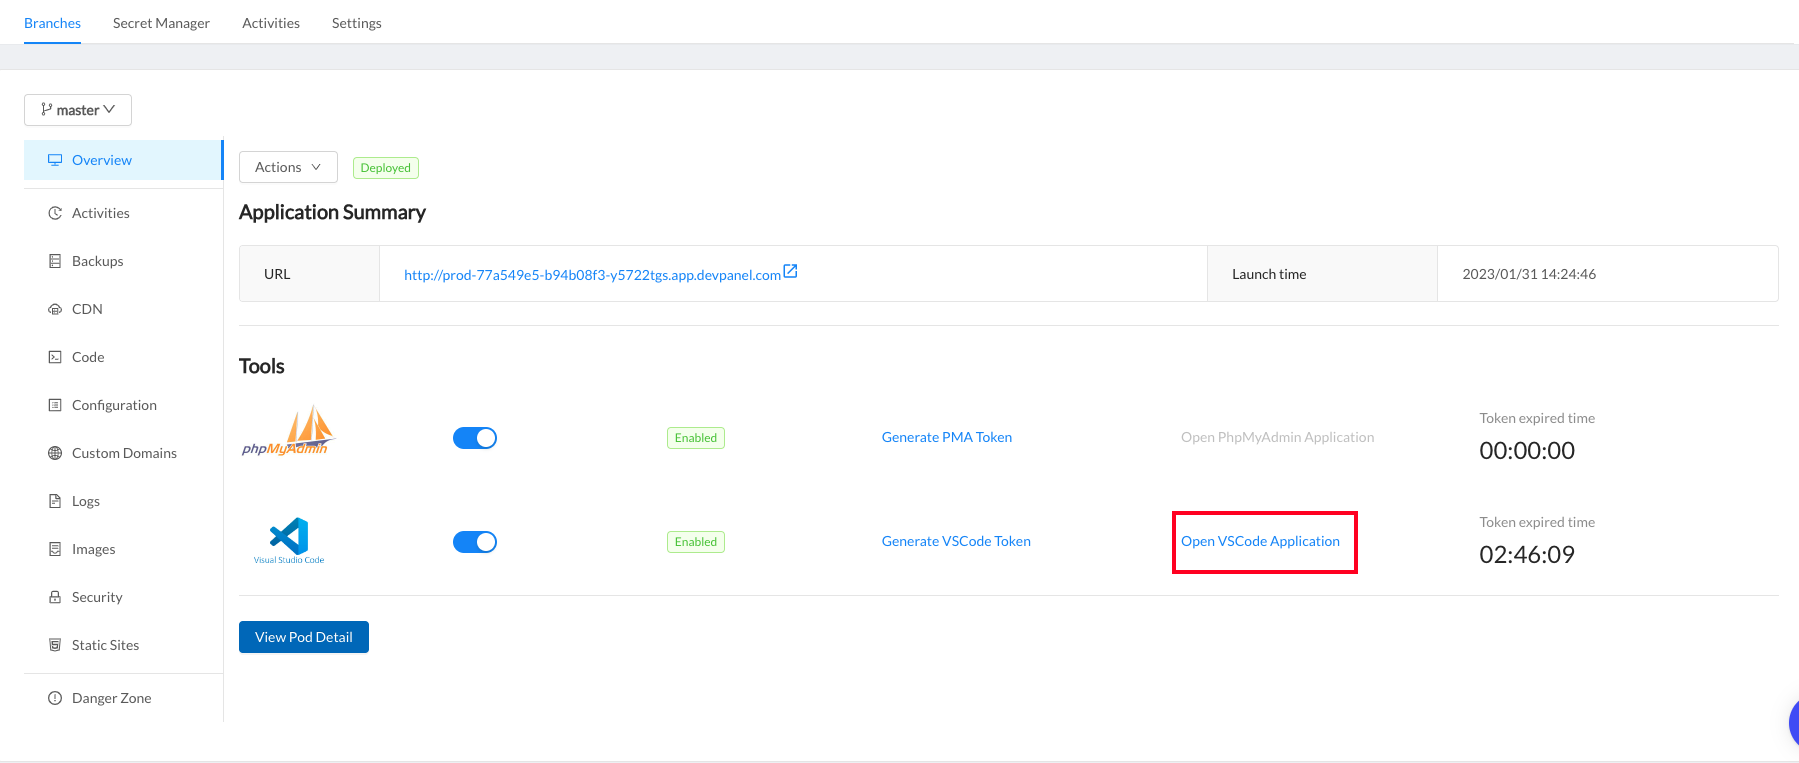 Branches Secret Manager Activities Settings
master
Overview
Activities
Backups
CDN
Code
Configuration
Custom Domains
Logs
Images
Security
Static Sites
Danger Zone
Actions Deployed
Application Summary
URL http://prod-77a549e5-b94b08f3-y5722tgs.app.devpanel.com Launch time 2023/01/31 14:24:46
Tools
phpMyAdmin Enabled Generate PMA Token Open PhpMyAdmin Application
Token expired time
00:00:00
Visual Studio Code Enabled Generate VSCode Token Open VSCode Application
Token expired time
02:46:09
View Pod Detail